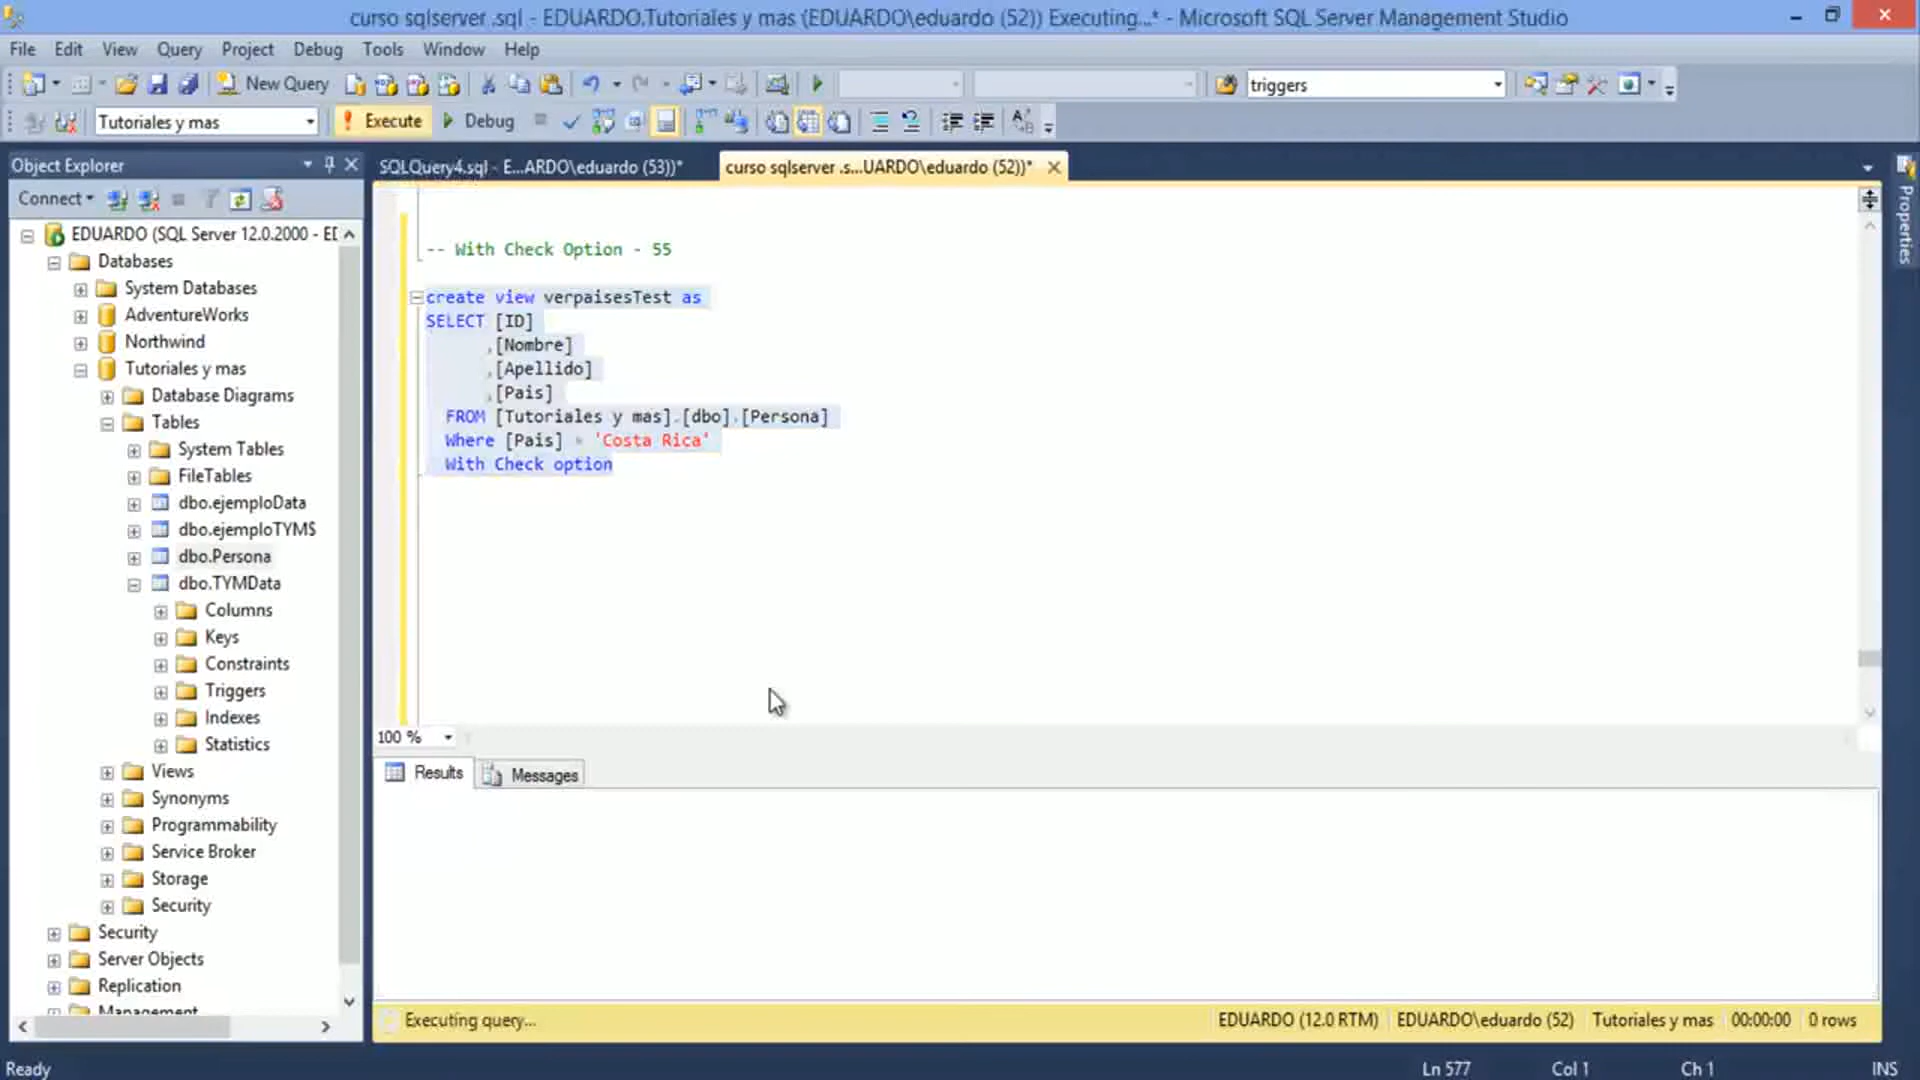 curso sqlserver .sql - EDUARDO.Tutoriales y mas (EDUARDO\eduardo (52)) Executing...* - Microsoft SQL Server Management Studio
File Edit View Query Project Debug Tools Window Help
New Query triggers
Tutoriales y mas ! Execute Debug
Object Explorer
SQLQuery4.sql - E...ARDO\eduardo (53))*
curso sqlserver .s...UARDO\eduardo (52))*
Properties
Connect
EDUARDO (SQL Server 12.0.2000 - ED
Databases
System Databases
AdventureWorks
Northwind
Tutoriales y mas
Database Diagrams
Tables
System Tables
FileTables
dbo.ejemploData
dbo.ejemploTYM$
dbo.Persona
dbo.TYMData
Columns
Keys
Constraints
Triggers
Indexes
Statistics
Views
Synonyms
Programmability
Service Broker
Storage
Security
Security
Server Objects
Replication
Management
-- With Check Option - 55
create view verpaisesTest as
SELECT [ID]
,[Nombre]
,[Apellido]
,[Pais]
FROM [Tutoriales y mas].[dbo].[Persona]
Where [Pais] = 'Costa Rica'
With Check option
100 %
Results Messages
Executing query... EDUARDO (12.0 RTM) EDUARDO\eduardo (52) Tutoriales y mas 00:00:00 0 rows
Ready Ln 577 Col 1 Ch 1 INS